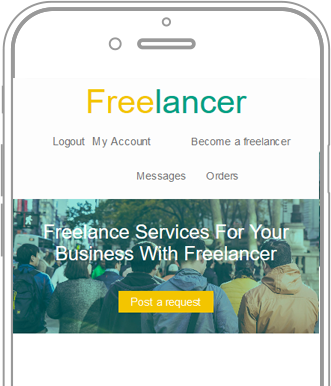 Freelancer
Logout My Account Become a freelancer
Messages Orders
Freelance Services For Your
Business With Freelancer
Post a request